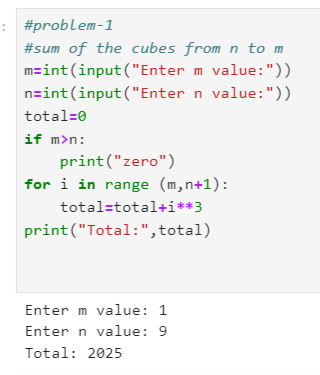 :
#problem-1
#sum of the cubes from n to m
m=int(input("Enter m value:"))
n=int(input("Enter n value:"))
total=0
if m>n:
    print("zero")
for i in range (m,n+1):
    total=total+i**3
print("Total:",total)
Enter m value: 1
Enter n value: 9
Total: 2025